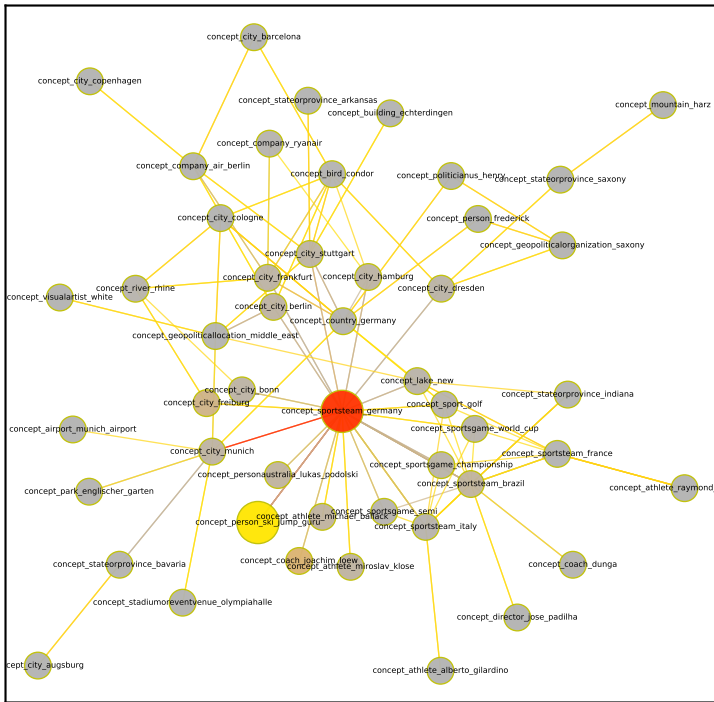 concept_city_barcelona
concept_city_copenhagen
concept_stateorprovince_arkansas
concept_mountain_harz
concept_building_echterdingen
concept_company_ryanair
concept_company_air_berlin
concept_bird_condor
concept_politicianus_henry
concept_stateorprovince_saxony
concept_city_cologne
concept_person_frederick
concept_geopoliticalorganization_saxony
concept_city_stuttgart
concept_city_frankfurt
concept_city_hamburg
concept_river_rhine
concept_city_dresden
concept_visualartist_white
concept_city_berlin
concept_country_germany
concept_geopoliticallocation_middle_east
concept_lake_new
concept_city_bonn
concept_stateorprovince_indiana
concept_city_freiburg
concept_sport_golf
concept_sportsteam_germany
concept_sportsgame_world_cup
concept_airport_munich_airport
concept_city_munich
concept_sportsteam_france
concept_sportsgame_championship
concept_personaustralia_lukas_podolski
concept_sportsteam_brazil
concept_athlete_raymond_
concept_park_englischer_garten
concept_sportsgame_semi
concept_athlete_michael_ballack
concept_person_ski_jump_guru
concept_sportsteam_italy
concept_coach_joachim_loew
concept_athlete_miroslav_klose
concept_stateorprovince_bavaria
concept_coach_dunga
concept_stadiumoreventvenue_olympiahalle
concept_director_jose_padilha
cept_city_augsburg
concept_athlete_alberto_gilardino